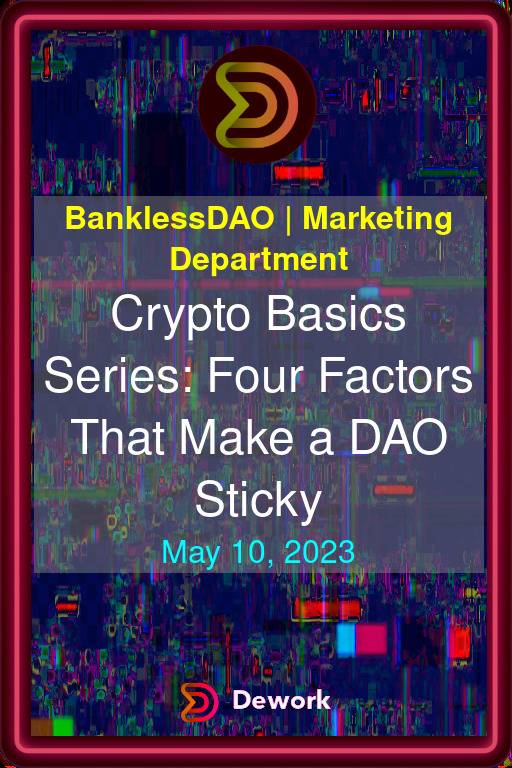 BanklessDAO | Marketing
Department
Crypto Basics
Series: Four Factors
That Make a DAO
Sticky
May 10, 2023
Dework